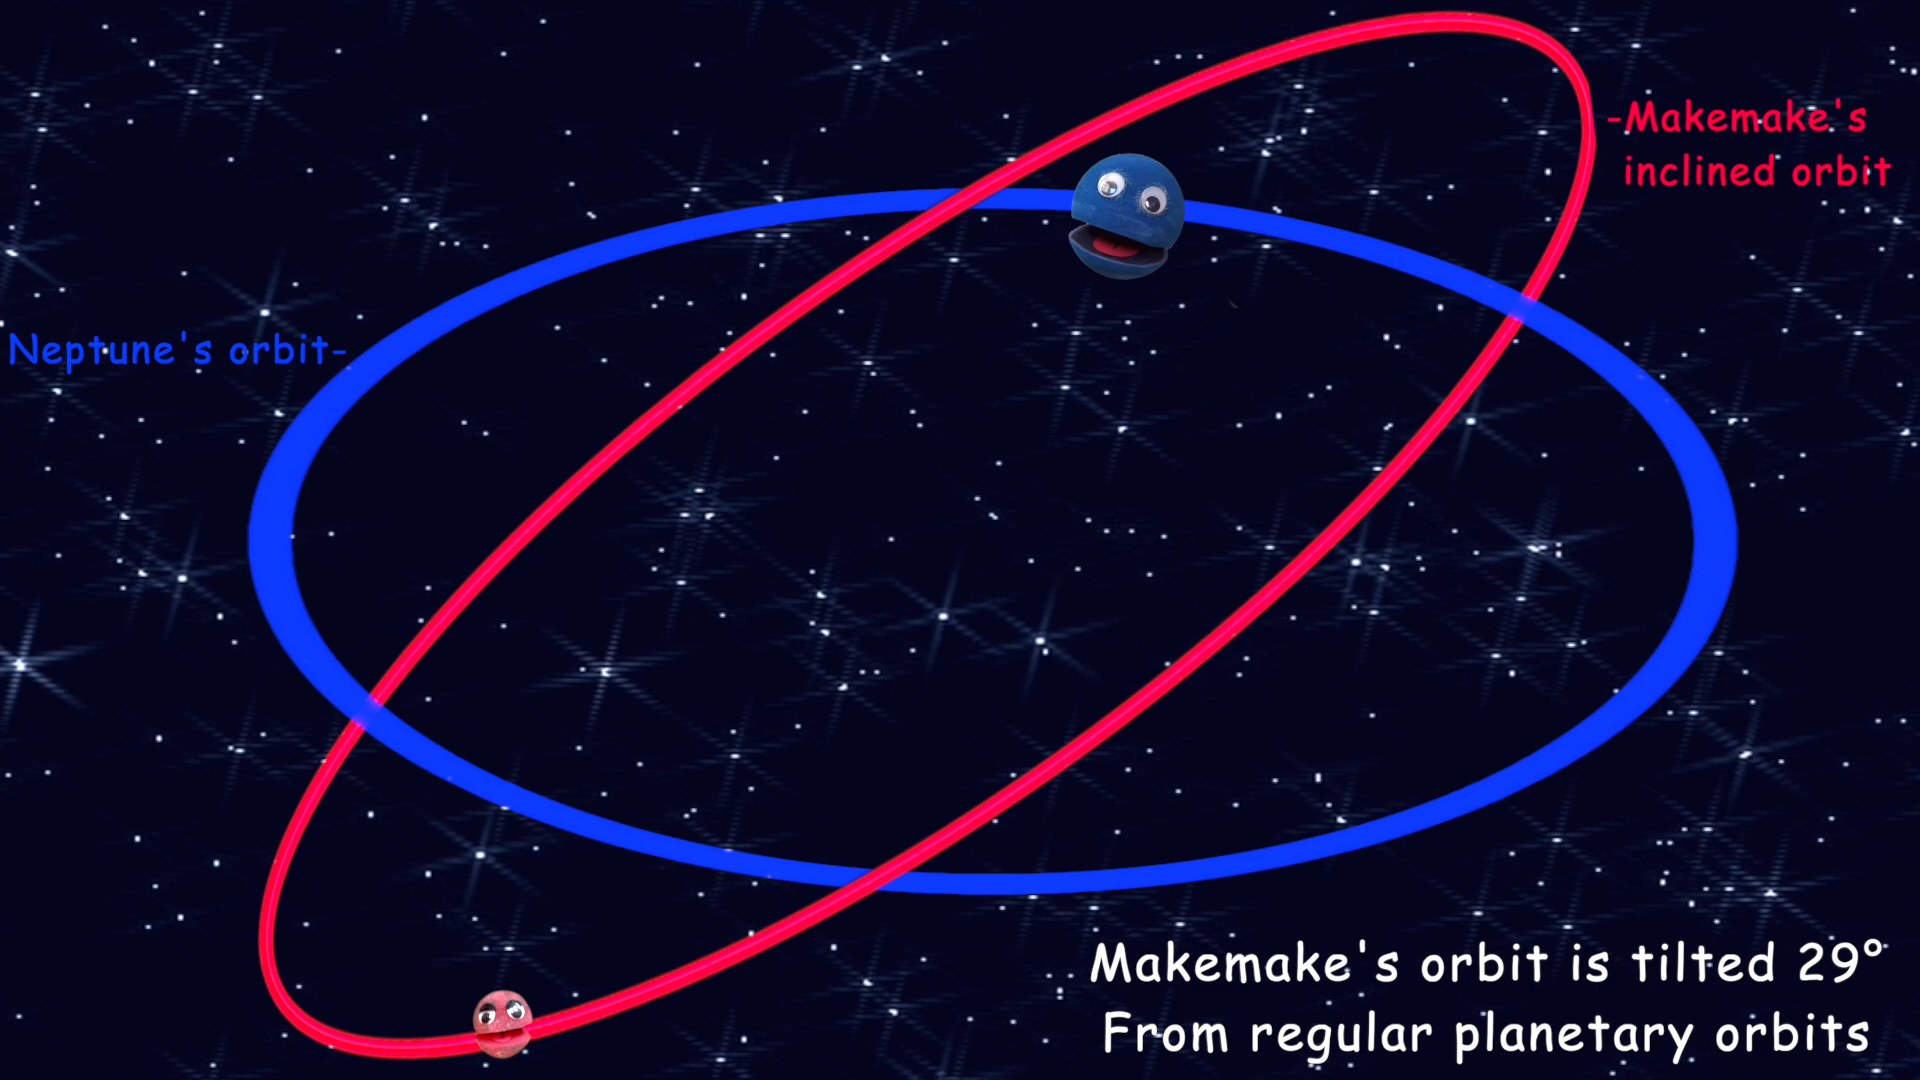 -Makemake's
inclined orbit
Neptune's orbit-
Makemake's orbit is tilted 29°
From regular planetary orbits